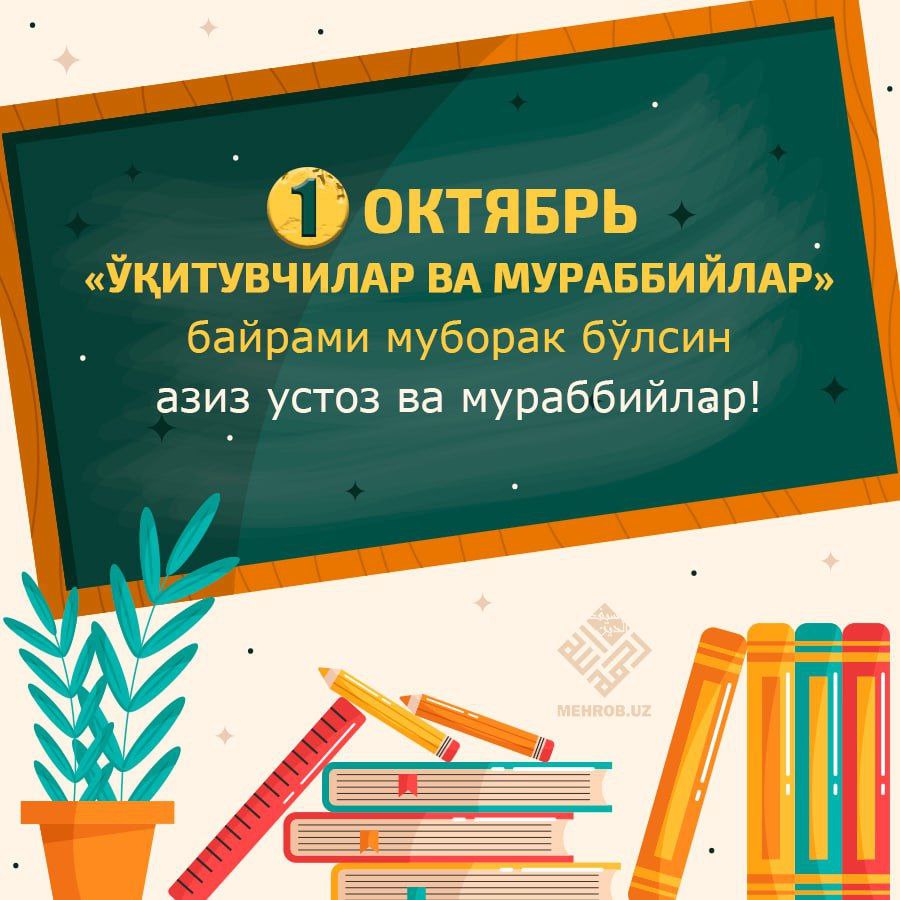 1 ОКТЯБРЬ
«ЎҚИТУВЧИЛАР ВА МУРАББИЙЛАР»
байрами муборак бўлсин
азиз устоз ва мураббийлар!
MEHROB.UZ